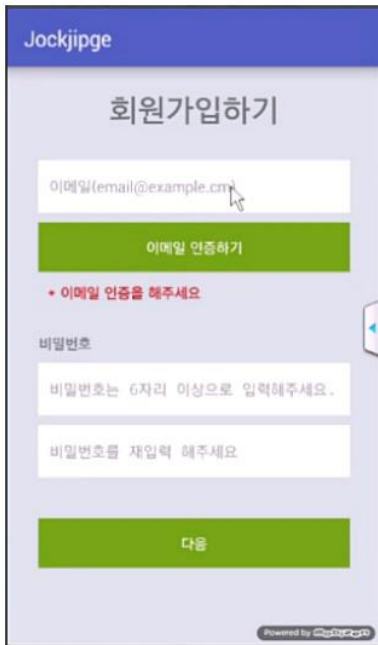 Jockjipge
회원가입하기
이메일(email@example.cm)
이메일 인증하기
* 이메일 인증을 해주세요
비밀번호
비밀번호는 6자리 이상으로 입력해주세요.
비밀번호를 재입력 해주세요
다음
Powered by